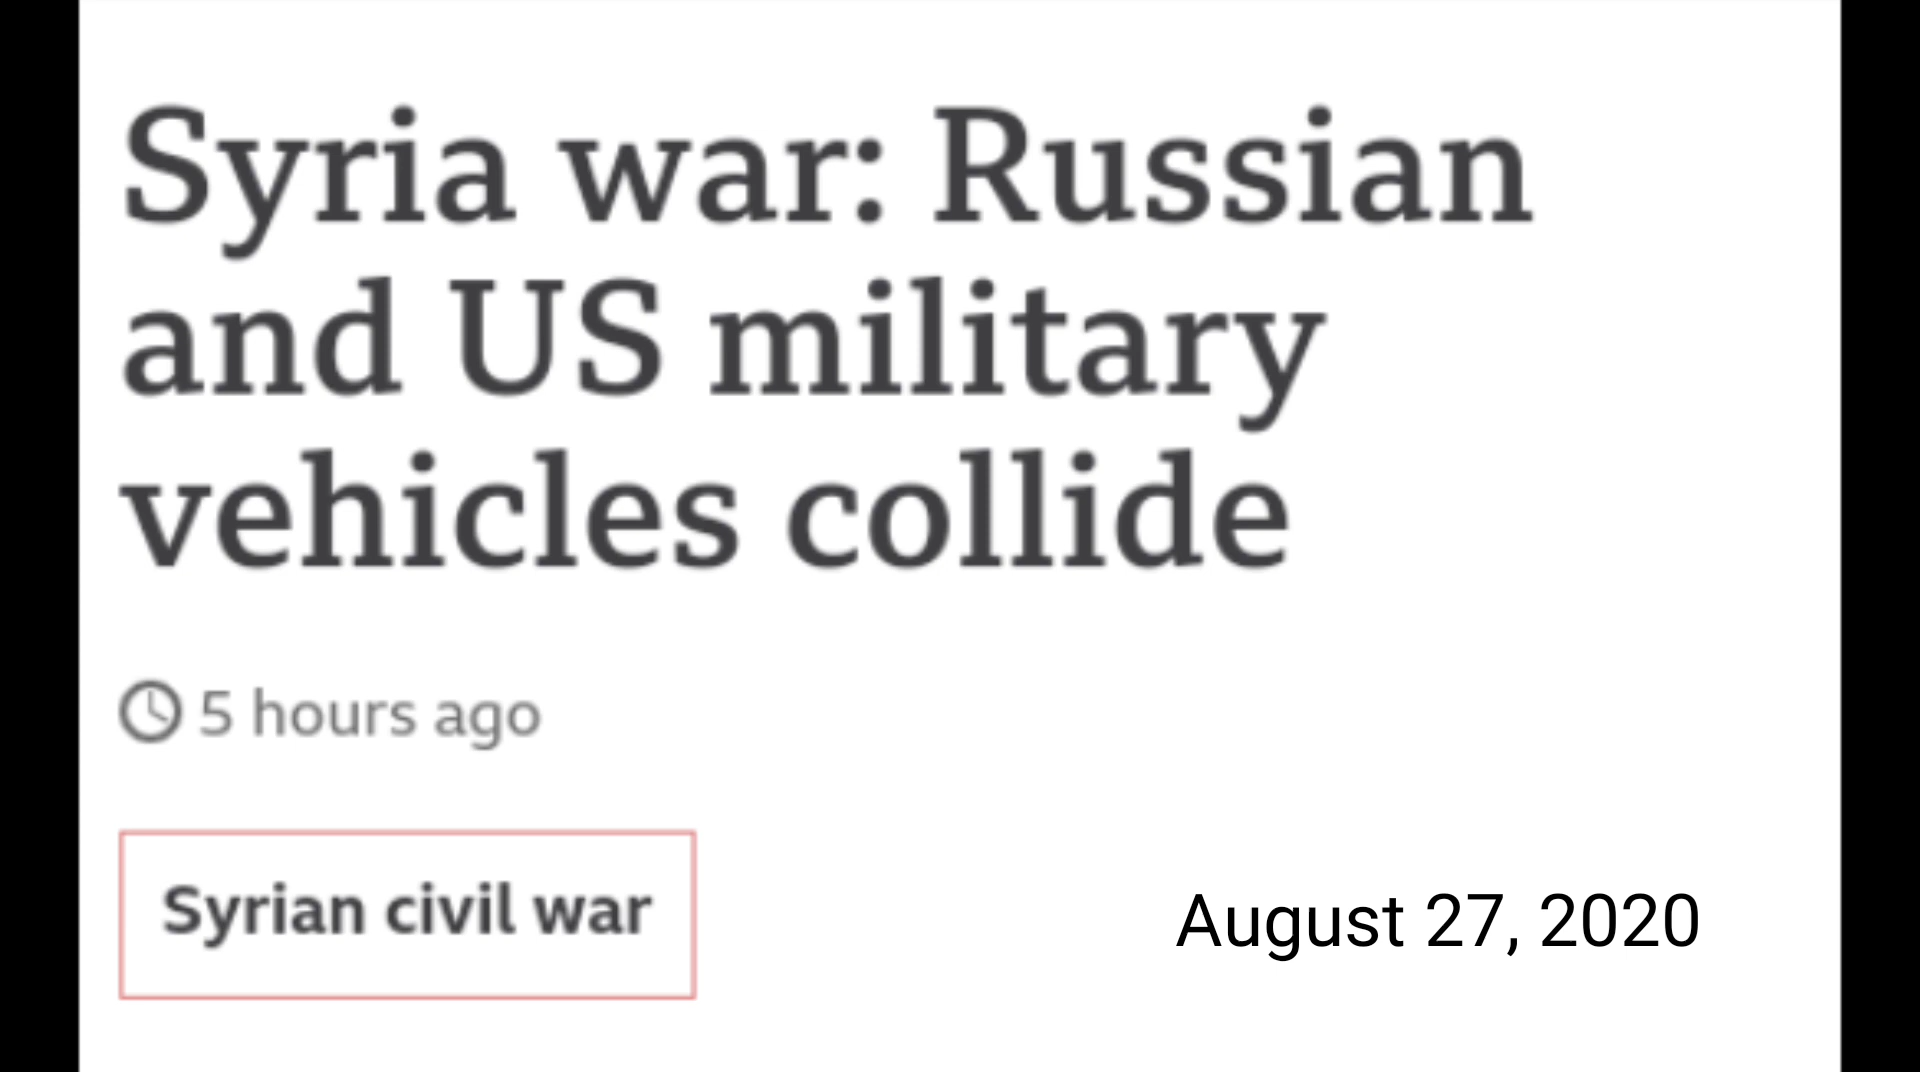 Syria war: Russian
and US military
vehicles collide
5 hours ago
Syrian civil war
August 27, 2020